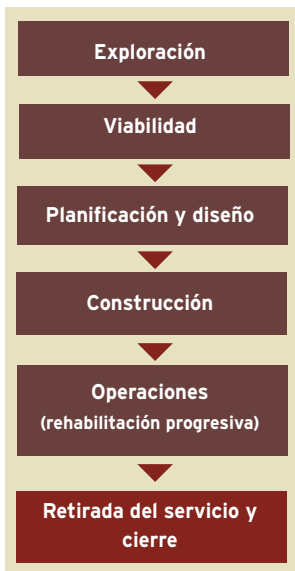 Exploración
Viabilidad
Planificación y diseño
Construcción
Operaciones
(rehabilitación progresiva)
Retirada del servicio y
cierre